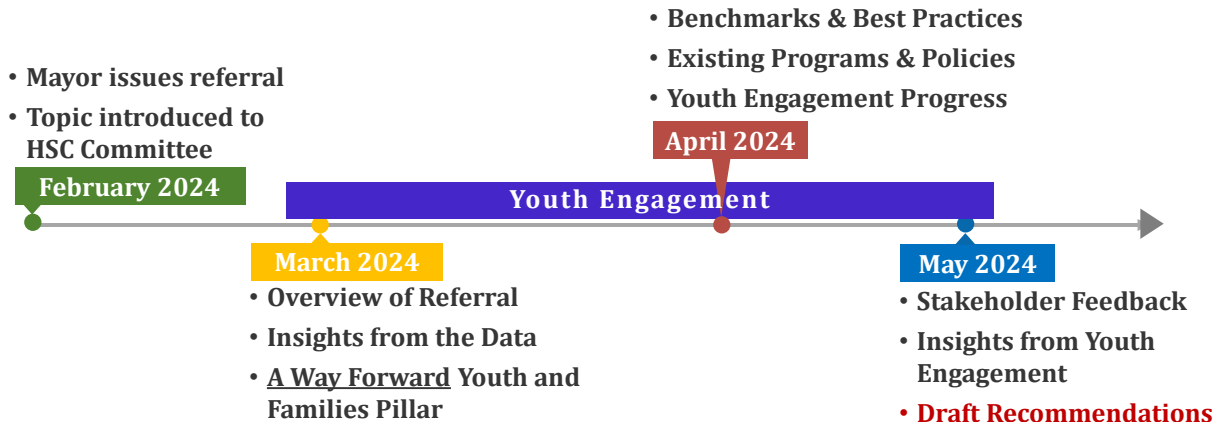 • Mayor issues referral
• Topic introduced to
HSC Committee
February 2024
• Benchmarks & Best Practices
• Existing Programs & Policies
• Youth Engagement Progress
April 2024
Youth Engagement
March 2024
• Overview of Referral
• Insights from the Data
• A Way Forward Youth and
Families Pillar
May 2024
• Stakeholder Feedback
• Insights from Youth
Engagement
• Draft Recommendations